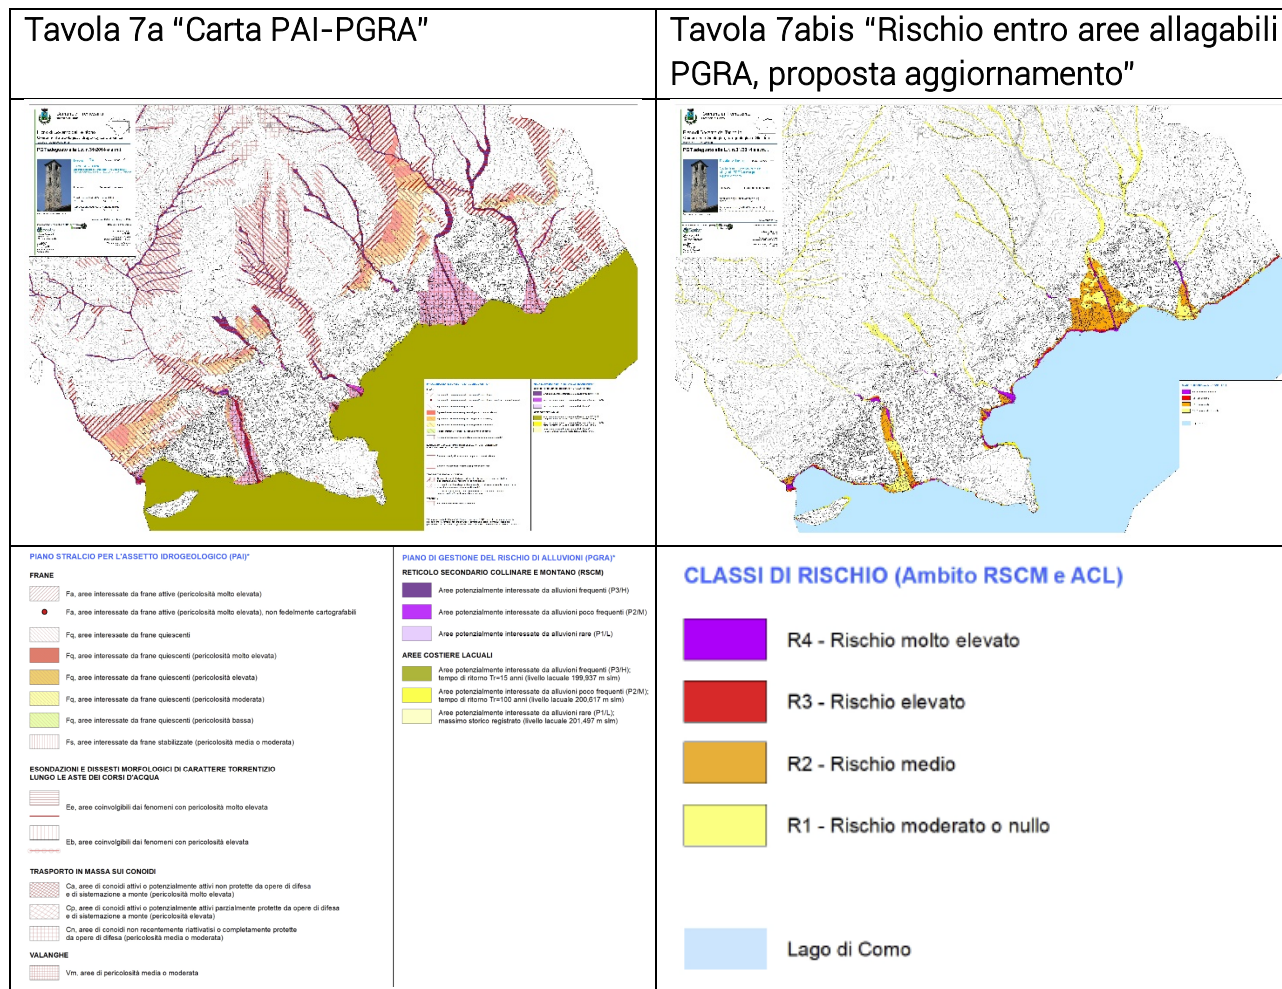 Tavola 7a “Carta PAI-PGRA”
Tavola 7abis “Rischio entro aree allagabili
PGRA, proposta aggiornamento”
PIANO STRALCIO PER L'ASSETTO IDROGEOLOGICO (PAI)*
FRANE
Fa, aree interessate da frane attive (pericolosità molto elevata)
Fa, aree interessate da frane attive (pericolosità molto elevata), non fedelmente cartografabili
Fq, aree interessate da frane quiescenti
Fq, aree interessate da frane quiescenti (pericolosità molto elevata)
Fq, aree interessate da frane quiescenti (pericolosità elevata)
Fq, aree interessate da frane quiescenti (pericolosità moderata)
Fq, aree interessate da frane quiescenti (pericolosità bassa)
Fs, aree interessate da frane stabilizzate (pericolosità media o moderata)
ESONDAZIONI E DISSESTI MORFOLOGICI DI CARATTERE TORRENTIZIO
LUNGO LE ASTE DEI CORSI D'ACQUA
Ee, aree coinvolgibili dai fenomeni con pericolosità molto elevata
Eb, aree coinvolgibili dai fenomeni con pericolosità elevata
TRASPORTO IN MASSA SUI CONOIDI
Ca, aree di conoidi attivi o potenzialmente attivi non protette da opere di difesa
e di sistemazione a monte (pericolosità molto elevata)
Cp, aree di conoidi attivi o potenzialmente attivi parzialmente protette da opere di difesa
e di sistemazione a monte (pericolosità elevata)
Cn, aree di conoidi non recentemente riattivatisi o completamente protette
da opere di difesa (pericolosità media o moderata)
VALANGHE
Vm, aree di pericolosità media o moderata
PIANO DI GESTIONE DEL RISCHIO DI ALLUVIONI (PGRA)*
RETICOLO SECONDARIO COLLINARE E MONTANO (RSCM)
Aree potenzialmente interessate da alluvioni frequenti (P3/H)
Aree potenzialmente interessate da alluvioni poco frequenti (P2/M)
Aree potenzialmente interessate da alluvioni rare (P1/L)
AREE COSTIERE LACUALI
Aree potenzialmente interessate da alluvioni frequenti (P3/H);
tempo di ritorno Tr=15 anni (livello lacuale 199,937 m slm)
Aree potenzialmente interessate da alluvioni poco frequenti (P2/M);
tempo di ritorno Tr=100 anni (livello lacuale 200,617 m slm)
Aree potenzialmente interessate da alluvioni rare (P1/L);
massimo storico registrato (livello lacuale 201,497 m slm)
CLASSI DI RISCHIO (Ambito RSCM e ACL)
R4 - Rischio molto elevato
R3 - Rischio elevato
R2 - Rischio medio
R1 - Rischio moderato o nullo
Lago di Como